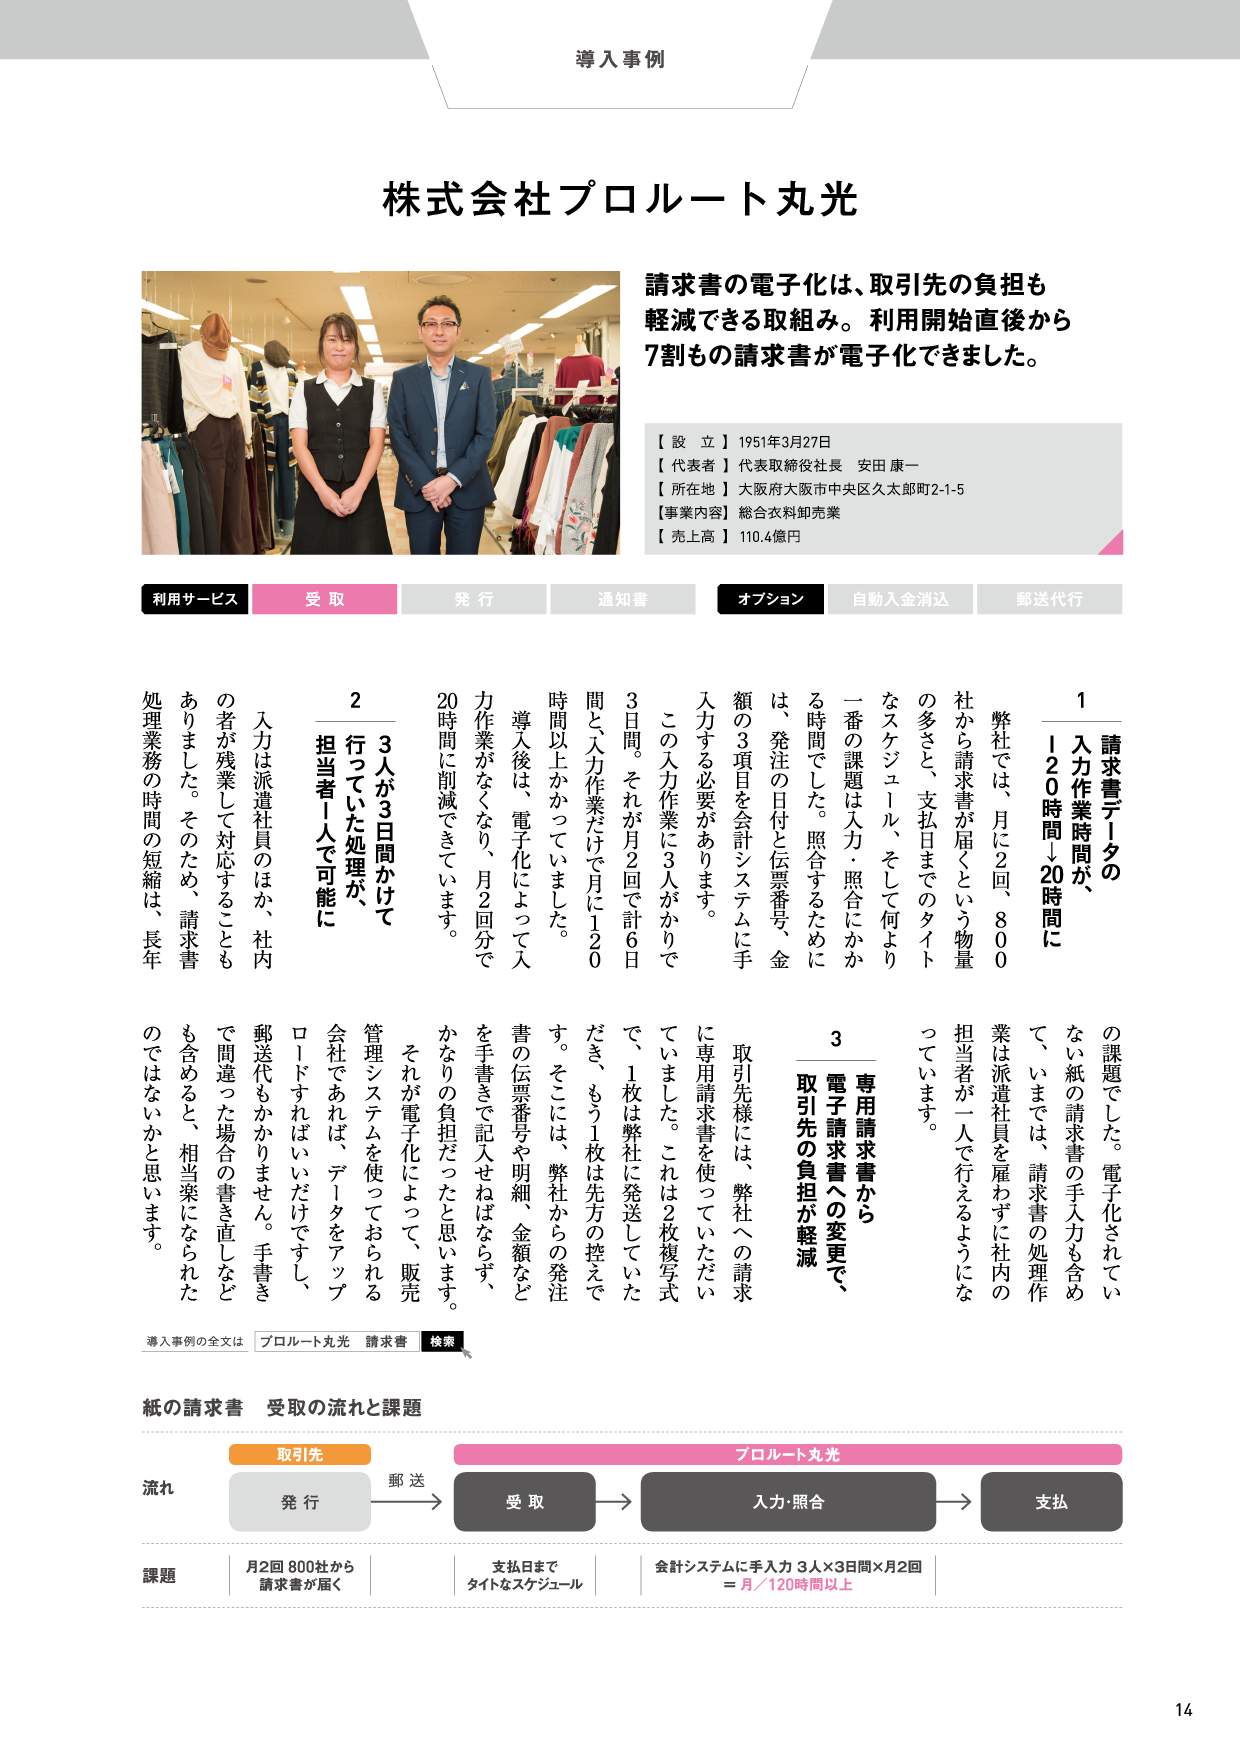 導入事例
株式会社プロルート丸光
請求書の電子化は、取引先の負担も
軽減できる取組み。利用開始直後から
7割もの請求書が電子化できました。
【 設　立 】 1951年3月27日
【 代表者 】 代表取締役社長　安田 康一
【 所在地 】 大阪府大阪市中央区久太郎町2-1-5
【事業内容】 総合衣料卸売業
【 売上高 】 110.4億円
利用サービス 受 取 発 行 通知書 オプション 自動入金消込 郵送代行
1
請求書データの
入力作業時間が、
120時間→20時間に
弊社では、月に2回、800
社から請求書が届くという物量
の多さと、支払日までのタイト
なスケジュール、そして何より
一番の課題は入力・照合にかか
る時間でした。照合するために
は、発注の日付と伝票番号、金
額の3項目を会計システムに手
入力する必要があります。
この入力作業に3人がかりで
3日間。それが月2回で計6日
間と、入力作業だけで月に120
時間以上かかっていました。
導入後は、電子化によって入
力作業がなくなり、月2回分で
20時間に削減できています。
2
3人が3日間かけて
行っていた処理が、
担当者1人で可能に
入力は派遣社員のほか、社内
の者が残業して対応することも
ありました。そのため、請求書
処理業務の時間の短縮は、長年
の課題でした。電子化されてい
ない紙の請求書の手入力も含め
て、いまでは、請求書の処理作
業は派遣社員を雇わずに社内の
担当者が一人で行えるようにな
っています。
3
専用請求書から
電子請求書への変更で、
取引先の負担が軽減
取引先様には、弊社への請求
に専用請求書を使っていただい
ていました。これは2枚複写式
で、1枚は弊社に発送していた
だき、もう1枚は先方の控えで
す。そこには、弊社からの発注
書の伝票番号や明細、金額など
を手書きで記入せねばならず、
かなりの負担だったと思います。
それが電子化によって、販売
管理システムを使っておられる
会社であれば、データをアップ
ロードすればいいだけですし、
郵送代もかかりません。手書き
で間違った場合の書き直しなど
も含めると、相当楽になられた
のではないかと思います。
導入事例の全文は プロルート丸光　請求書 検索
紙の請求書　受取の流れと課題
取引先 プロルート丸光
流れ 発 行 郵 送 受 取 入力・照合 支払
課題
月2回 800社から
請求書が届く
支払日まで
タイトなスケジュール
会計システムに手入力 3人×3日間×月2回
＝ 月／120時間以上
14